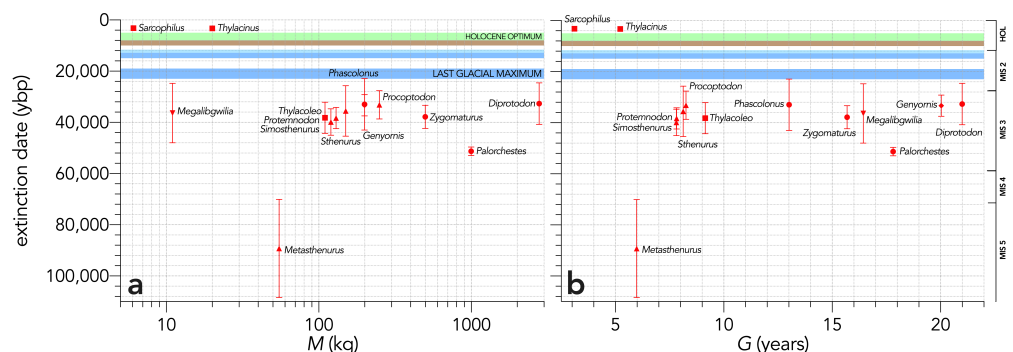 0
20,000
40,000
60,000
80,000
100,000
extinction date (ybp)
Sarcophilus
Thylacinus
HOLOCENE OPTIMUM
Phascolonus
LAST GLACIAL MAXIMUM
Megalibgwilia
Thylacoleo
Protemnodon
Simosthenurus
Sthenurus
Genyornis
Procoptodon
Zygomaturus
Diprotodon
Palorchestes
Metasthenurus
a
10
100
1000
M (kg)
Sarcophilus
Thylacinus
Procoptodon
Phascolonus
Genyornis
Protemnodon
Simosthenurus
Thylacoleo
Sthenurus
Zygomaturus
Megalibgwilia
Diprotodon
Palorchestes
Metasthenurus
b
5
10
15
20
G (years)
HOL
MIS 2
MIS 3
MIS 4
MIS 5